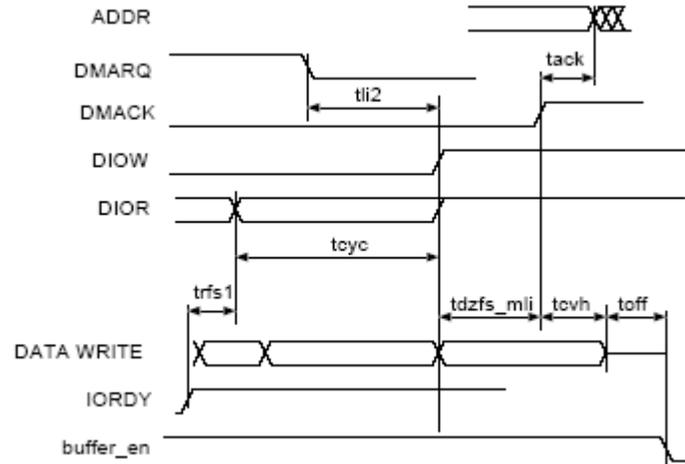 ADDR
tack
DMARQ
tli2
DMACK
DIOW
DIOR
tcyc
trfs1
tdzfs_mli
tcvh
toff
DATA WRITE
IORDY
buffer_en